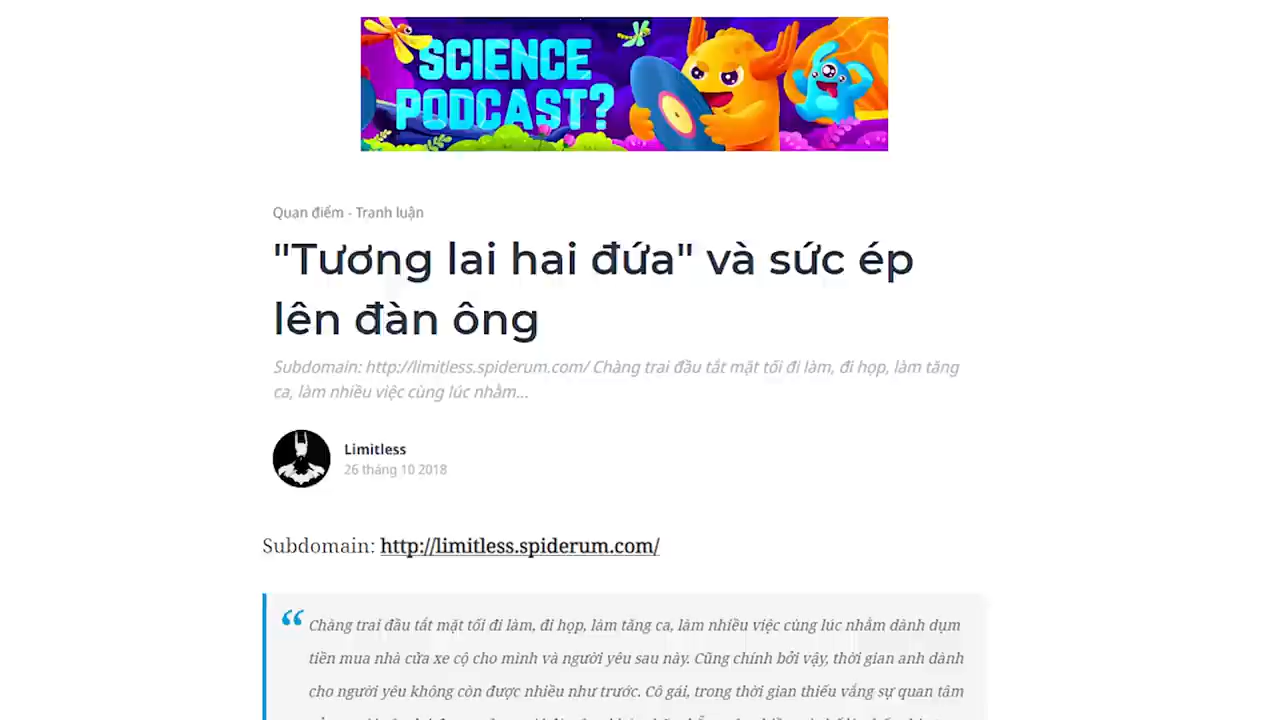 SCIENCE
PODCAST?
Quan điểm - Tranh luận
"Tương lai hai đứa" và sức ép
lên đàn ông
Subdomain: http://limitless.spiderum.com/ Chàng trai đầu tắt mặt tối đi làm, đi họp, làm tăng
ca, làm nhiều việc cùng lúc nhằm...
Limitless
26 tháng 10 2018
Subdomain: http://limitless.spiderum.com/
“ Chàng trai đầu tắt mặt tối đi làm, đi họp, làm tăng ca, làm nhiều việc cùng lúc nhằm dành dụm
tiền mua nhà cửa xe cộ cho mình và người yêu sau này. Cũng chính bởi vậy, thời gian anh dành
cho người yêu không còn được nhiều như trước. Cô gái, trong thời gian thiếu vắng sự quan tâm